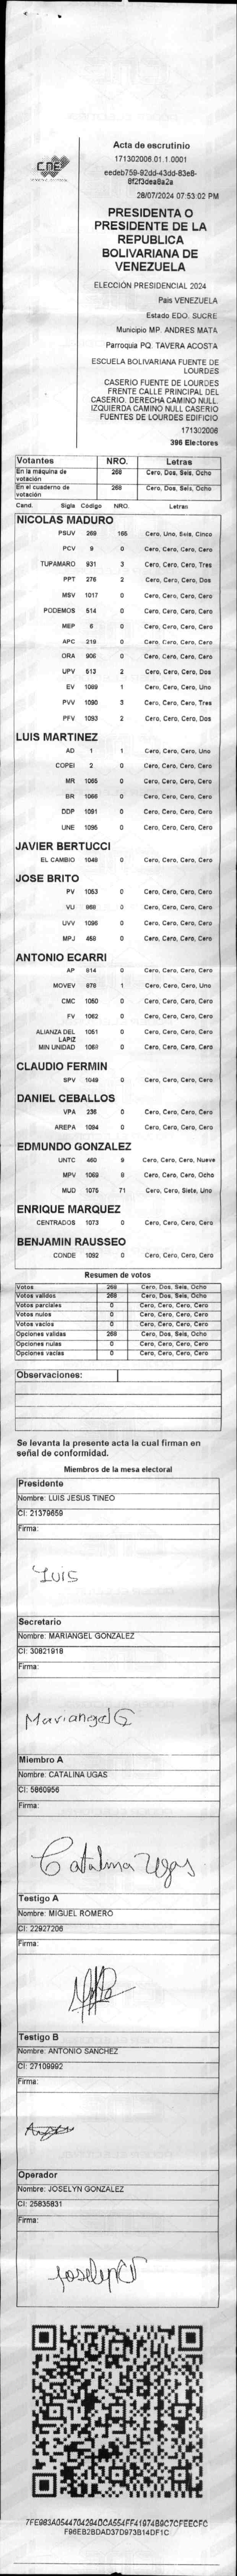 CNE
Acta de escrutinio
171302006.01.1.0001
eedeb759-92dd-43dd-83e8-
8f2f3dea8a2a
28/07/2024 07:53:02 PM
PRESIDENTA O
PRESIDENTE DE LA
REPUBLICA
BOLIVARIANA DE
VENEZUELA
ELECCIÓN PRESIDENCIAL 2024
País VENEZUELA
Estado EDO. SUCRE
Municipio MP. ANDRES MATA
Parroquia PQ. TAVERA ACOSTA
ESCUELA BOLIVARIANA FUENTE DE
LOURDES
CASERIO FUENTE DE LOURDES
FRENTE CALLE PRINCIPAL DEL
CASERIO. DERECHA CAMINO NULL.
IZQUIERDA CAMINO NULL CASERIO
FUENTES DE LOURDES EDIFICIO
171302006
396 Electores
Votantes NRO. Letras
En la máquina de votación 268 Cero, Dos, Seis, Ocho
En el cuaderno de votación 268 Cero, Dos, Seis, Ocho
Cand. Sigla Código NRO. Letras
NICOLAS MADURO
PSUV 269 165 Cero, Uno, Seis, Cinco
PCV 9 0 Cero, Cero, Cero, Cero
TUPAMARO 931 3 Cero, Cero, Cero, Tres
PPT 276 2 Cero, Cero, Cero, Dos
MSV 1017 0 Cero, Cero, Cero, Cero
PODEMOS 514 0 Cero, Cero, Cero, Cero
MEP 6 0 Cero, Cero, Cero, Cero
APC 219 0 Cero, Cero, Cero, Cero
ORA 906 0 Cero, Cero, Cero, Cero
UPV 513 2 Cero, Cero, Cero, Dos
EV 1089 1 Cero, Cero, Cero, Uno
PVV 1090 3 Cero, Cero, Cero, Tres
PFV 1093 2 Cero, Cero, Cero, Dos
LUIS MARTINEZ
AD 1 1 Cero, Cero, Cero, Uno
COPEI 2 0 Cero, Cero, Cero, Cero
MR 1055 0 Cero, Cero, Cero, Cero
BR 1066 0 Cero, Cero, Cero, Cero
DDP 1091 0 Cero, Cero, Cero, Cero
UNE 1095 0 Cero, Cero, Cero, Cero
JAVIER BERTUCCI
EL CAMBIO 1048 0 Cero, Cero, Cero, Cero
JOSE BRITO
PV 1053 0 Cero, Cero, Cero, Cero
VU 868 0 Cero, Cero, Cero, Cero
UVV 1096 0 Cero, Cero, Cero, Cero
MPJ 458 0 Cero, Cero, Cero, Cero
ANTONIO ECARRI
AP 814 0 Cero, Cero, Cero, Cero
MOVEV 978 1 Cero, Cero, Cero, Uno
CMC 1050 0 Cero, Cero, Cero, Cero
FV 1062 0 Cero, Cero, Cero, Cero
ALIANZA DEL LAPIZ 1051 0 Cero, Cero, Cero, Cero
MIN UNIDAD 1068 0 Cero, Cero, Cero, Cero
CLAUDIO FERMIN
SPV 1049 0 Cero, Cero, Cero, Cero
DANIEL CEBALLOS
VPA 236 0 Cero, Cero, Cero, Cero
AREPA 1094 0 Cero, Cero, Cero, Cero
EDMUNDO GONZALEZ
UNTC 460 9 Cero, Cero, Cero, Nueve
MPV 1069 8 Cero, Cero, Cero, Ocho
MUD 1075 71 Cero, Cero, Siete, Uno
ENRIQUE MARQUEZ
CENTRADOS 1073 0 Cero, Cero, Cero, Cero
BENJAMIN RAUSSEO
CONDE 1092 0 Cero, Cero, Cero, Cero
Resumen de votos
Votos 268 Cero, Dos, Seis, Ocho
Votos validos 268 Cero, Dos, Seis, Ocho
Votos parciales 0 Cero, Cero, Cero, Cero
Votos nulos 0 Cero, Cero, Cero, Cero
Votos vacios 0 Cero, Cero, Cero, Cero
Opciones validas 268 Cero, Dos, Seis, Ocho
Opciones nulas 0 Cero, Cero, Cero, Cero
Opciones vacias 0 Cero, Cero, Cero, Cero
Observaciones:
Se levanta la presente acta la cual firman en
señal de conformidad.
Miembros de la mesa electoral
Presidente
Nombre: LUIS JESUS TINEO
CI: 21379659
Firma:
Luis
Secretario
Nombre: MARIANGEL GONZALEZ
CI: 30821918
Firma:
Mariangel G
Miembro A
Nombre: CATALINA UGAS
CI: 5860956
Firma:
Catalina Ugas
Testigo A
Nombre: MIGUEL ROMERO
CI: 22927206
Firma:
Testigo B
Nombre: ANTONIO SANCHEZ
CI: 27109992
Firma:
Operador
Nombre: JOSELYN GONZALEZ
CI: 25835831
Firma:
Joselyn
7FE983A0544704294DCA554FF41974B9C7CFEECFC
F96EB2BDAD37D973B14DF1C